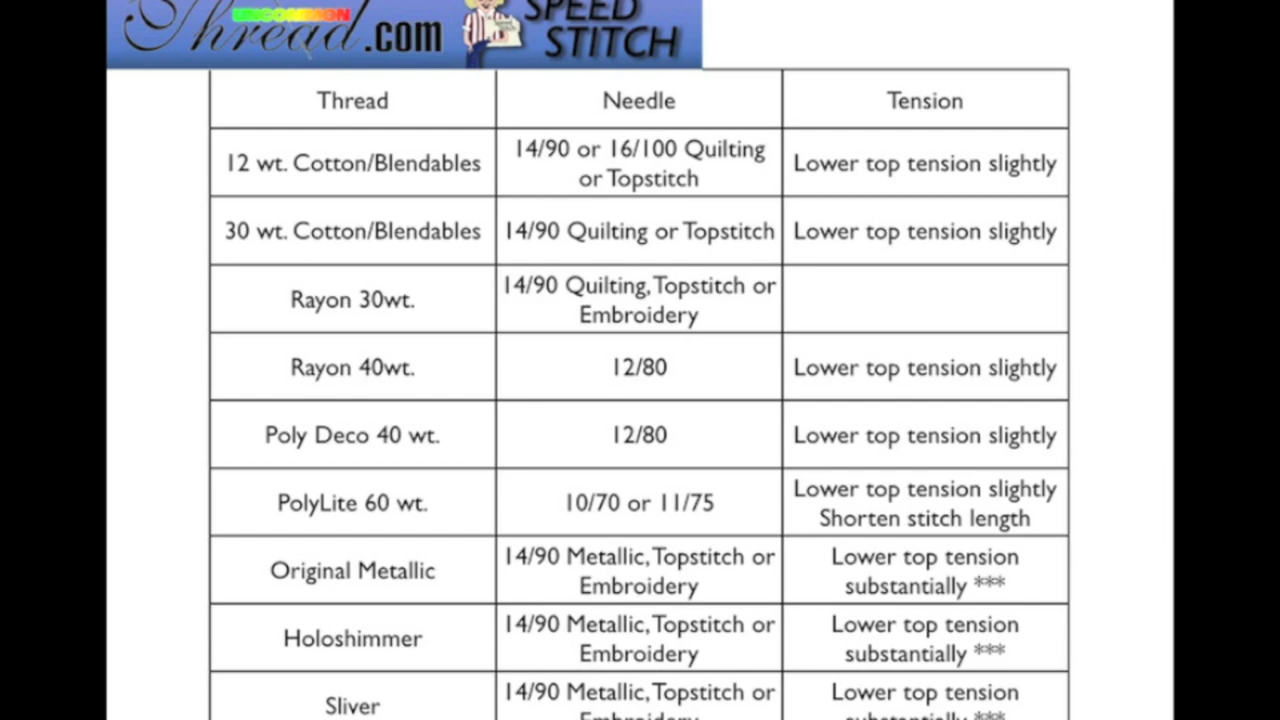 UNCOMMON
Thread.com
SPEED
STITCH
Thread Needle Tension
12 wt. Cotton/Blendables 14/90 or 16/100 Quilting or Topstitch Lower top tension slightly
30 wt. Cotton/Blendables 14/90 Quilting or Topstitch Lower top tension slightly
Rayon 30wt. 14/90 Quilting, Topstitch or Embroidery
Rayon 40wt. 12/80 Lower top tension slightly
Poly Deco 40 wt. 12/80 Lower top tension slightly
PolyLite 60 wt. 10/70 or 11/75 Lower top tension slightly Shorten stitch length
Original Metallic 14/90 Metallic, Topstitch or Embroidery Lower top tension substantially ***
Holoshimmer 14/90 Metallic, Topstitch or Embroidery Lower top tension substantially ***
Sliver 14/90 Metallic, Topstitch or Embroidery Lower top tension substantially ***